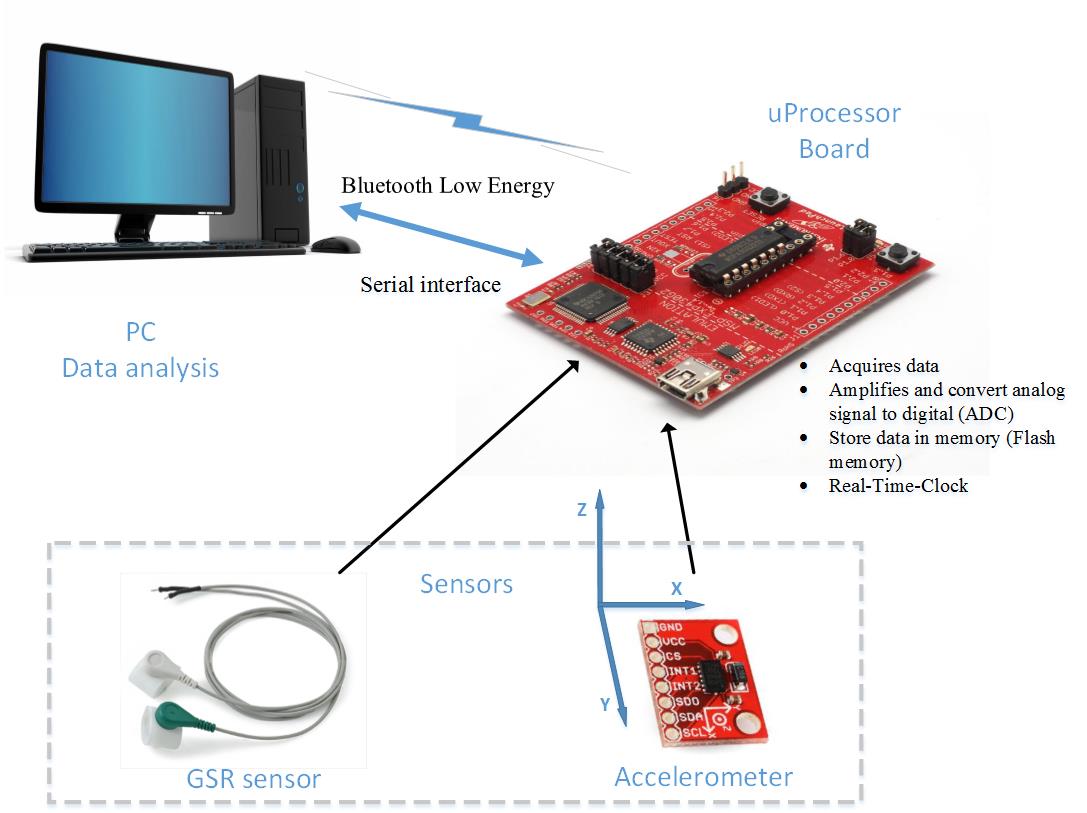 uProcessor
Board
Bluetooth Low Energy
Serial interface
PC
Data analysis
• Acquires data
• Amplifies and convert analog
signal to digital (ADC)
• Store data in memory (Flash
memory)
• Real-Time-Clock
Z
X
Y
Sensors
GND
VCC
CS
INT1
INT2
SDO
SDA
SCL
GSR sensor
Accelerometer